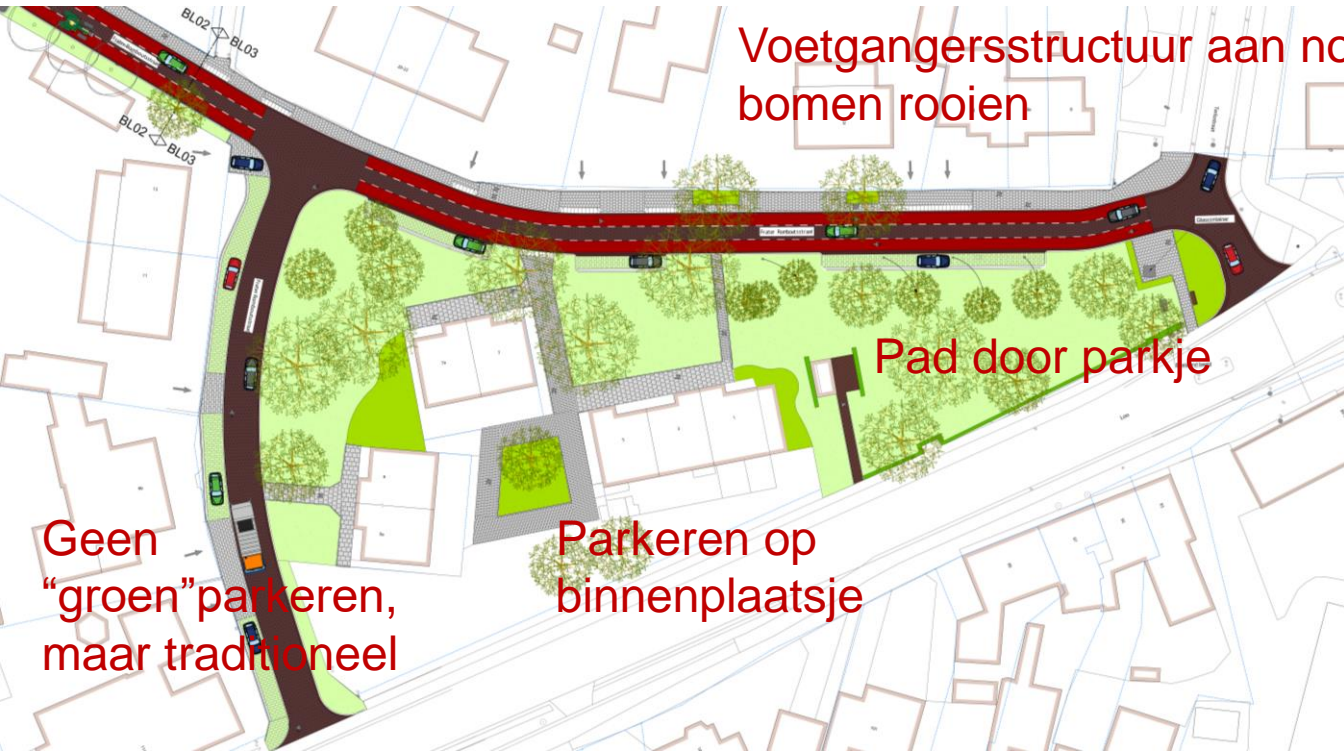 BL02
BL03
Voetgangersstructuur aan no
bomen rooien
BL02
BL03
Pad door parkje
Geen
“groen”parkeren,
maar traditioneel
Parkeren op
binnenplaatsje